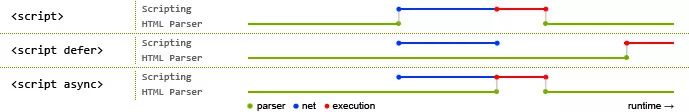 <script>
Scripting
HTML Parser
<script defer>
Scripting
HTML Parser
<script async>
Scripting
HTML Parser
parser net execution runtime →